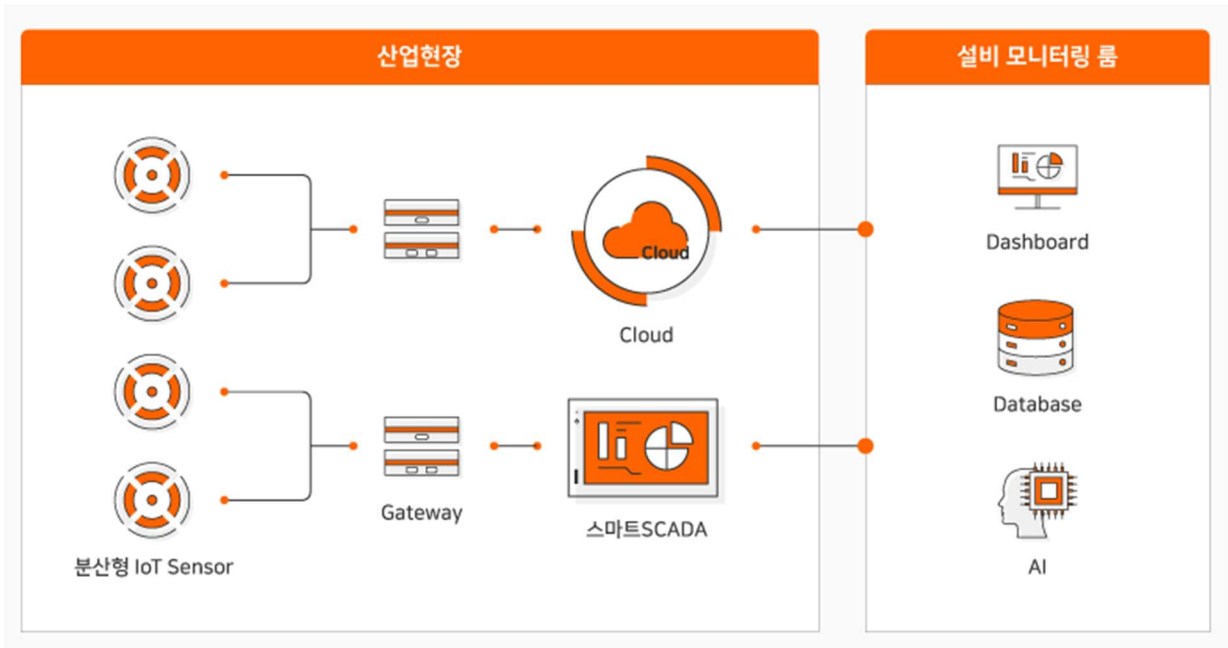 산업현장
설비 모니터링 룸
Cloud
Cloud
Gateway
스마트SCADA
분산형 IoT Sensor
Dashboard
Database
AI